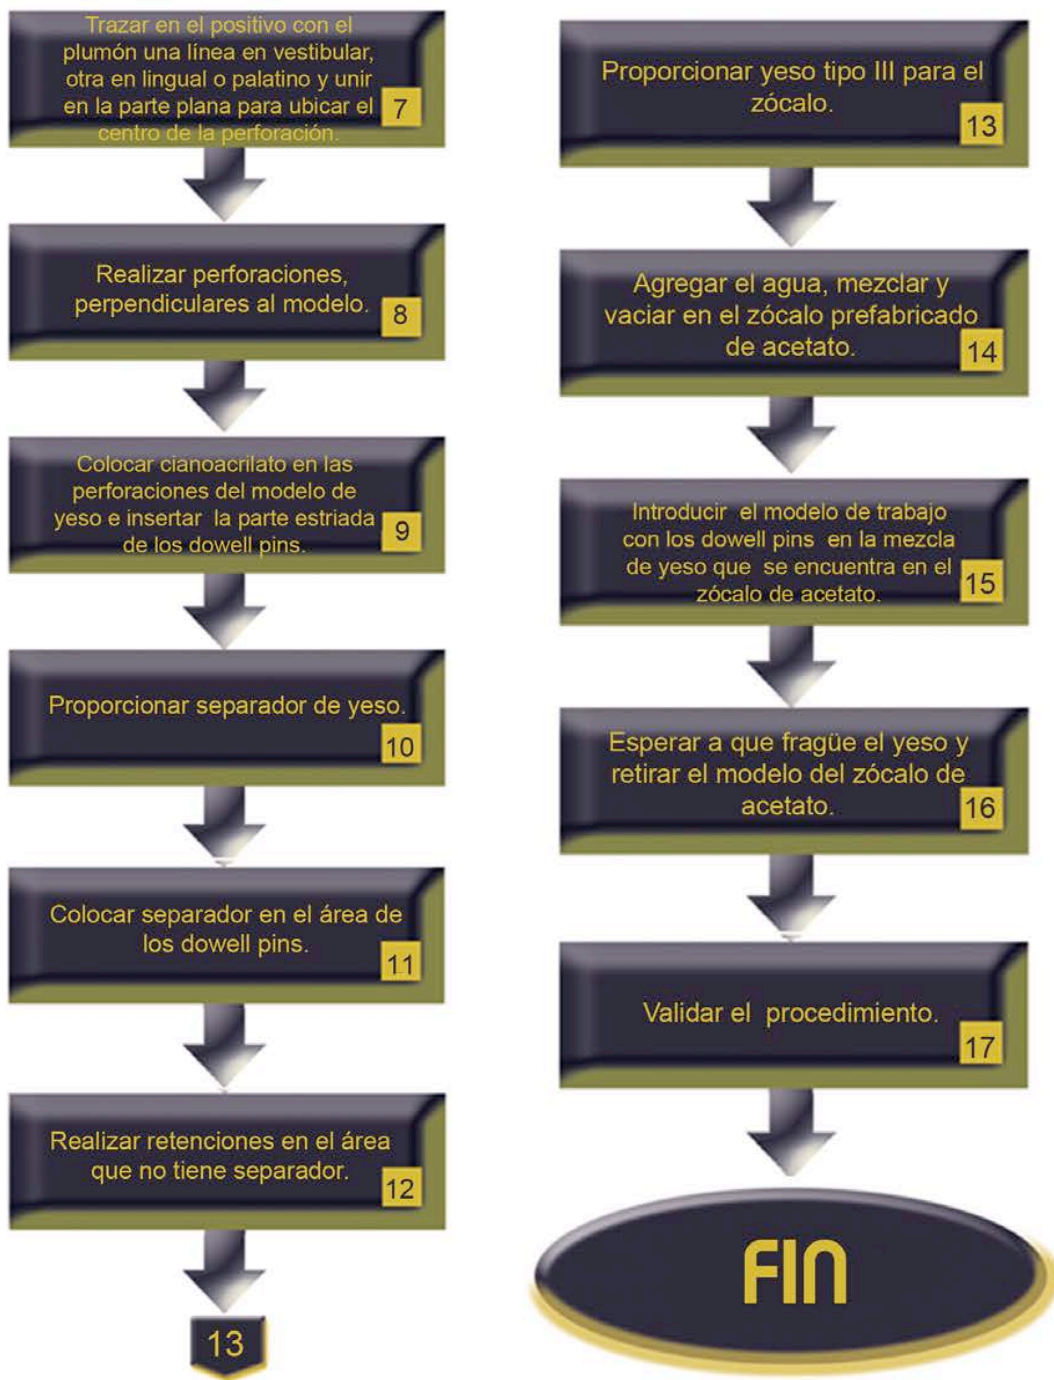 Trazar en el positivo con el
plumón una línea en vestibular,
otra en lingual o palatino y unir
en la parte plana para ubicar el
centro de la perforación.
7
Realizar perforaciones,
perpendiculares al modelo.
8
Colocar cianoacrilato en las
perforaciones del modelo de
yeso e insertar la parte estriada
de los dowell pins.
9
Proporcionar separador de yeso.
10
Colocar separador en el área de
los dowell pins.
11
Realizar retenciones en el área
que no tiene separador.
12
13
Proporcionar yeso tipo III para el
zócalo.
13
Agregar el agua, mezclar y
vaciar en el zócalo prefabricado
de acetato.
14
Introducir el modelo de trabajo
con los dowell pins en la mezcla
de yeso que se encuentra en el
zócalo de acetato.
15
Esperar a que fragüe el yeso y
retirar el modelo del zócalo de
acetato.
16
Validar el procedimiento.
17
FIN